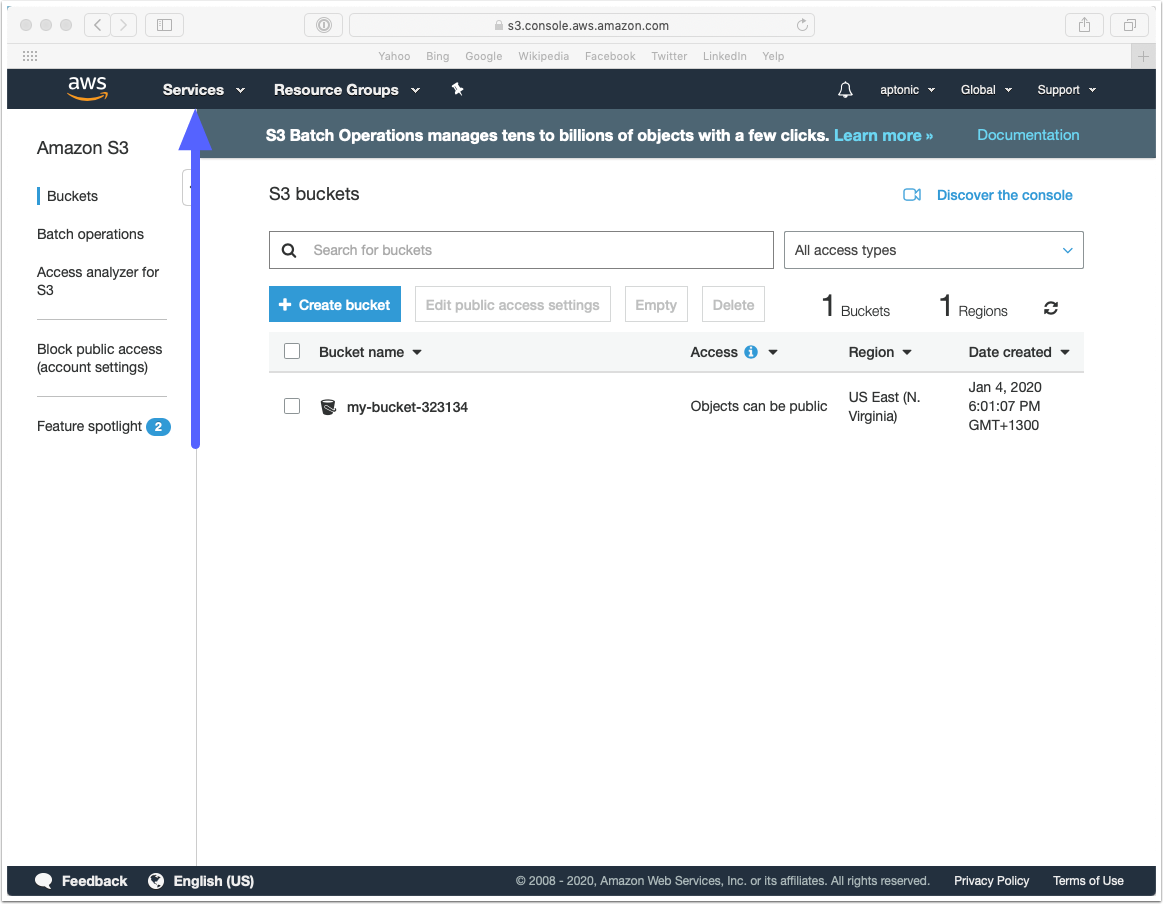 s3.console.aws.amazon.com
Yahoo Bing Google Wikipedia Facebook Twitter LinkedIn Yelp
aws Services Resource Groups aptonic Global Support
S3 Batch Operations manages tens to billions of objects with a few clicks. Learn more » Documentation
Amazon S3
Buckets
Batch operations
Access analyzer for
S3
Block public access
(account settings)
Feature spotlight 2
S3 buckets Discover the console
Search for buckets All access types
+ Create bucket Edit public access settings Empty Delete 1 Buckets 1 Regions
Bucket name Access Region Date created
my-bucket-323134 Objects can be public
US East (N.
Virginia)
Jan 4, 2020
6:01:07 PM
GMT+1300
Feedback English (US) © 2008 - 2020, Amazon Web Services, Inc. or its affiliates. All rights reserved. Privacy Policy Terms of Use